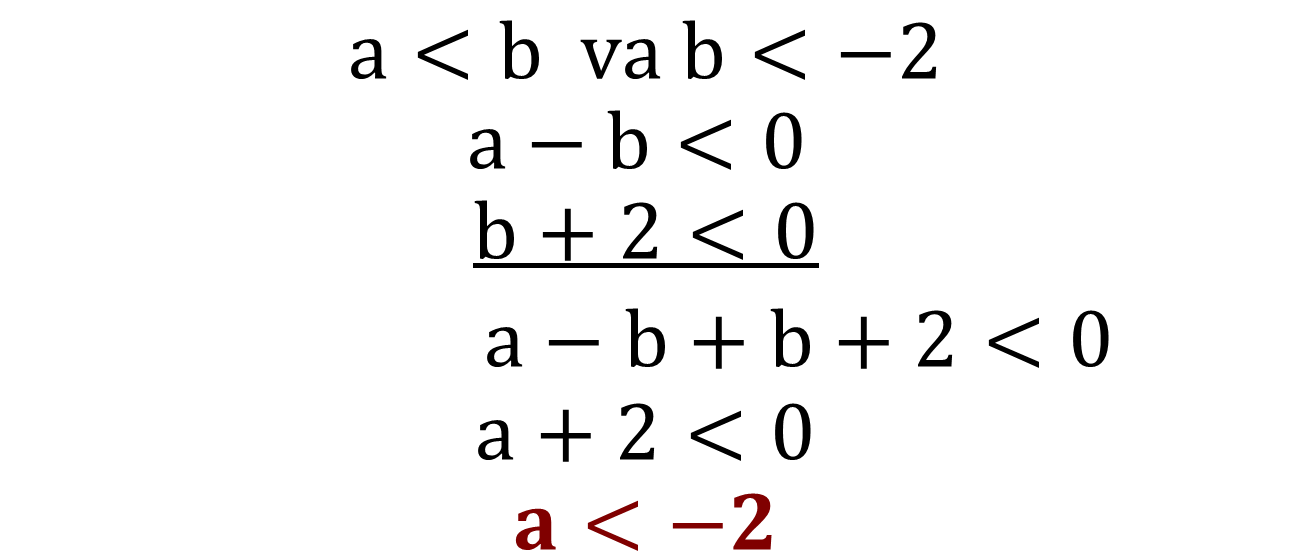 a < b va b < −2
a − b < 0
b + 2 < 0
a − b + b + 2 < 0
a + 2 < 0
a < −2